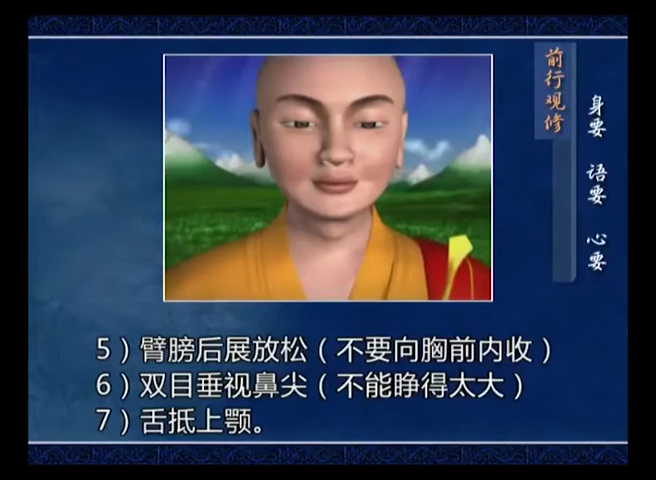 前行观修
身要 语要 心要
5）臂膀后展放松（不要向胸前内收）
6）双目垂视鼻尖（不能睁得太大）
7）舌抵上颚。